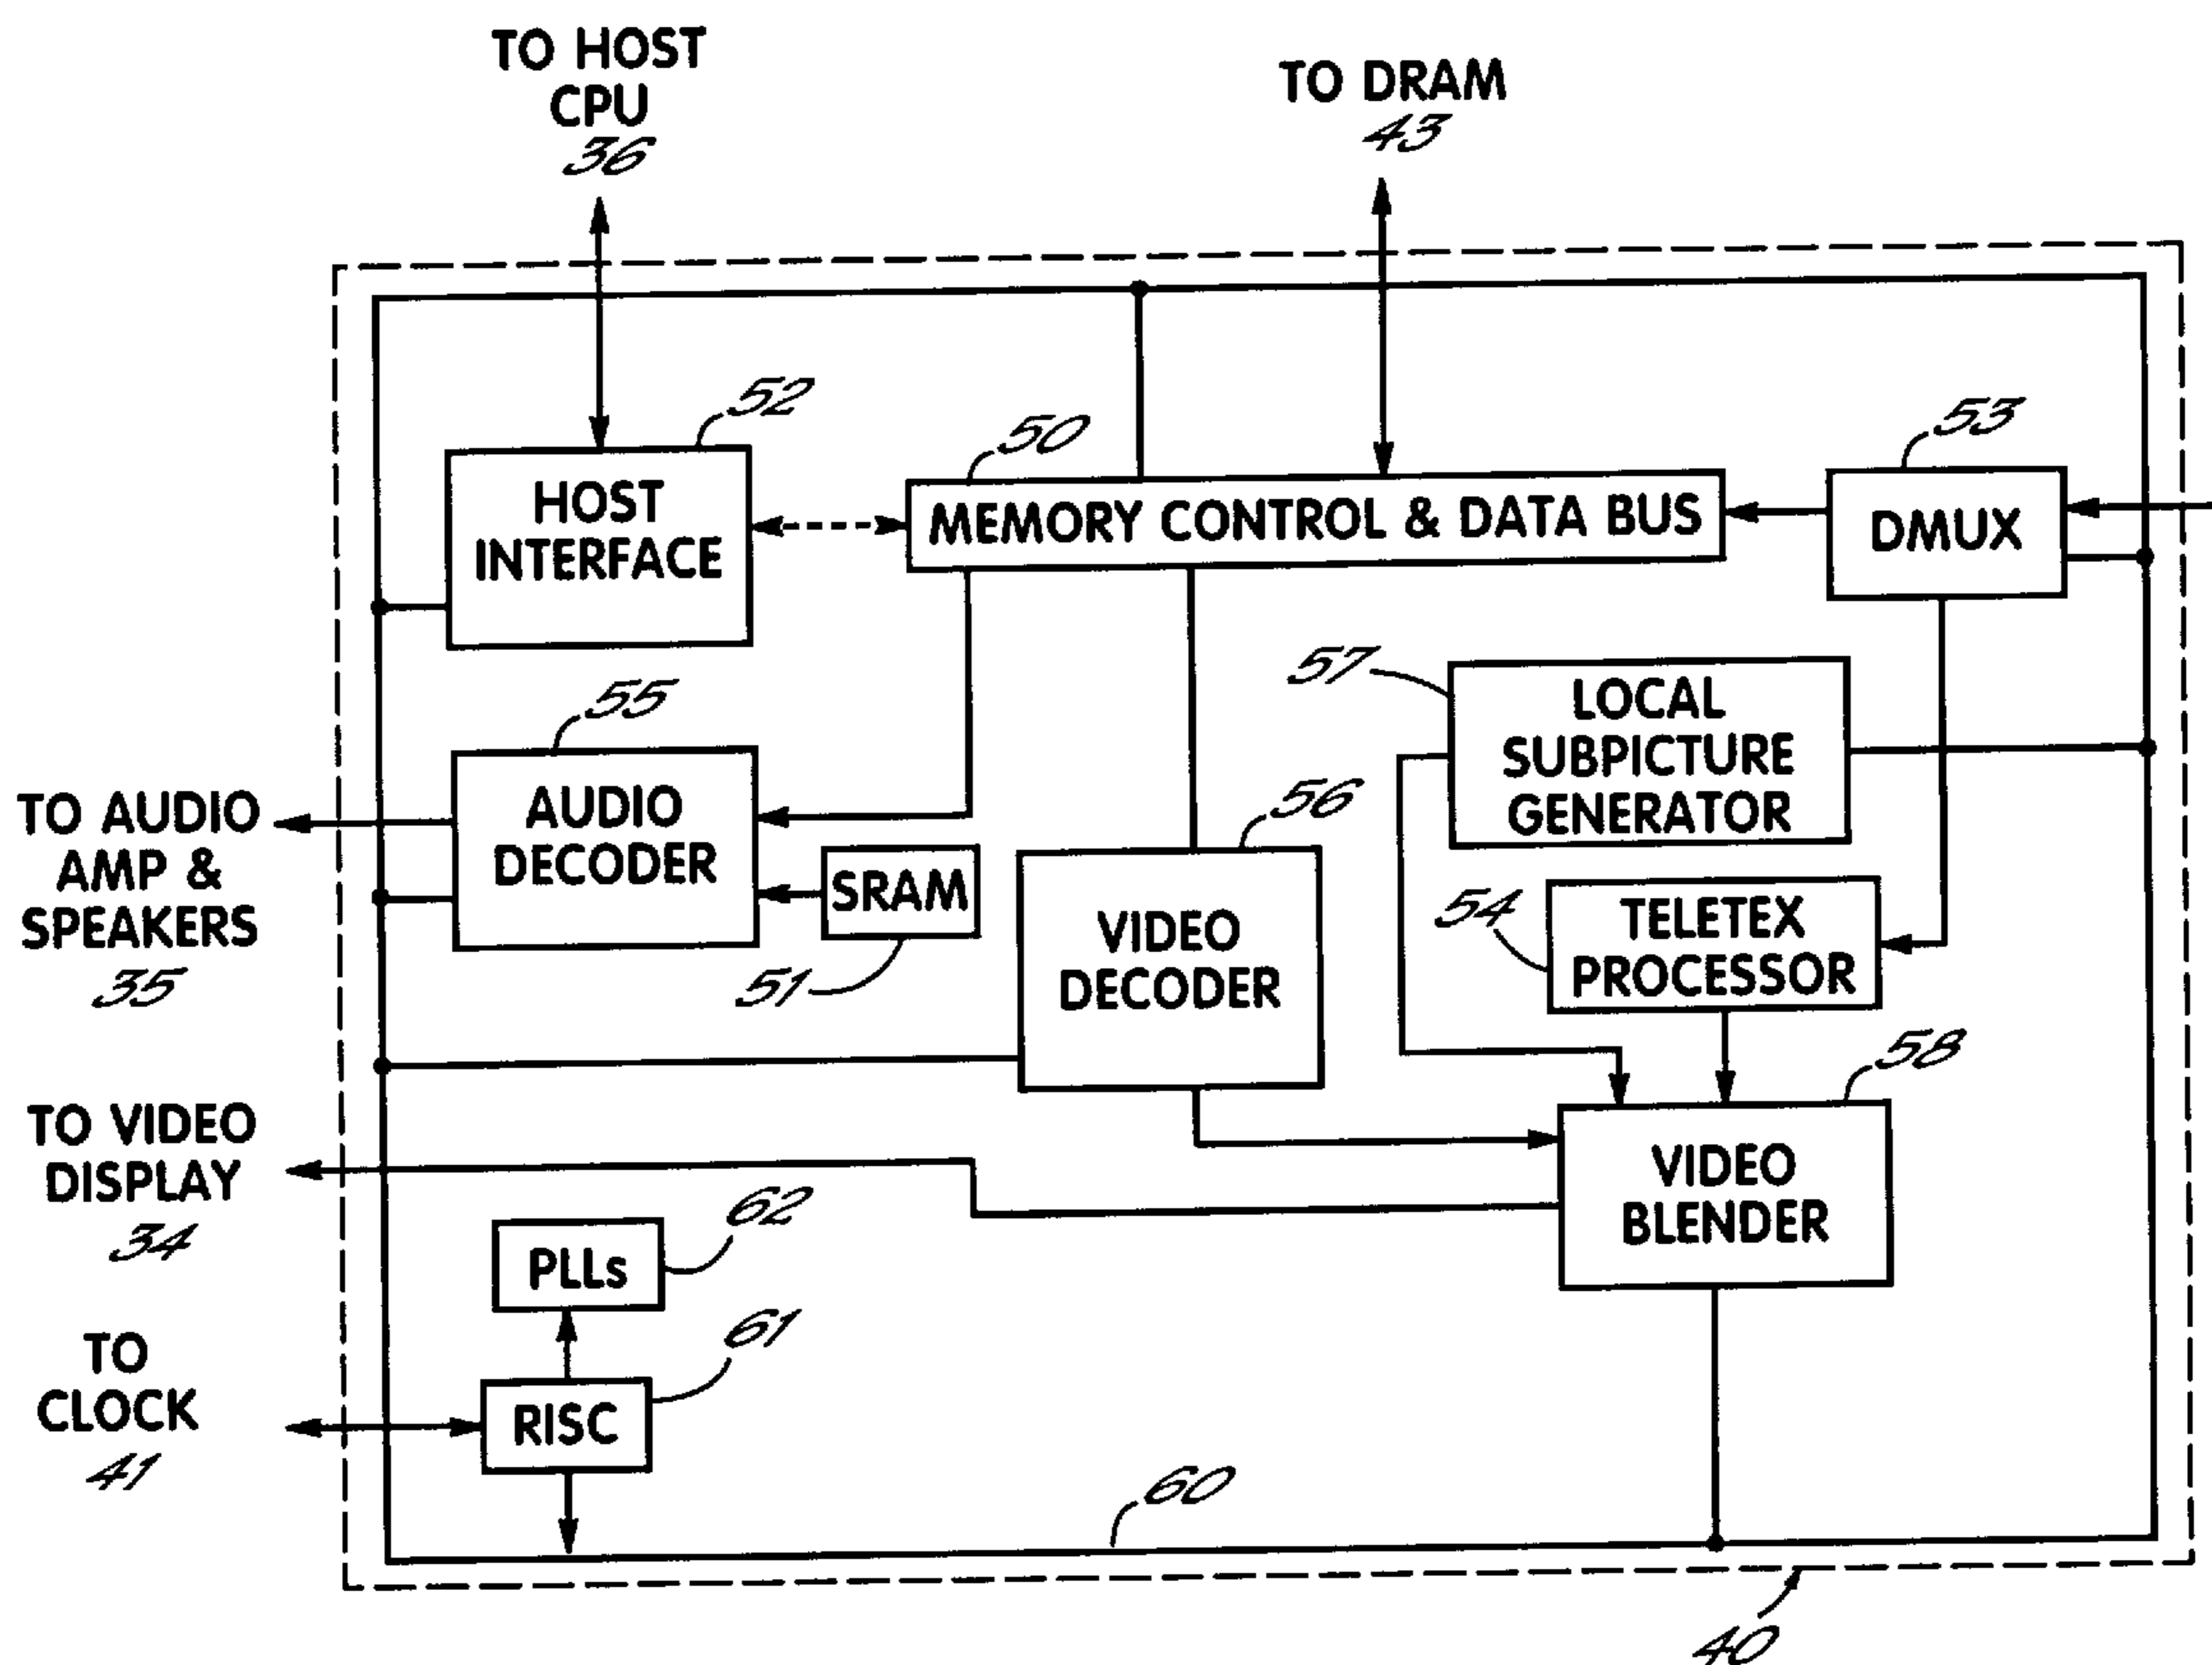 TO HOST
CPU
36
TO DRAM
43
52
HOST
INTERFACE
50
MEMORY CONTROL & DATA BUS
53
DMUX
55
AUDIO
DECODER
TO AUDIO
AMP &
SPEAKERS
35
SRAM
51
56
VIDEO
DECODER
57
LOCAL
SUBPICTURE
GENERATOR
54
TELETEX
PROCESSOR
58
VIDEO
BLENDER
TO VIDEO
DISPLAY
34
62
PLLs
61
RISC
TO
CLOCK
41
60
40